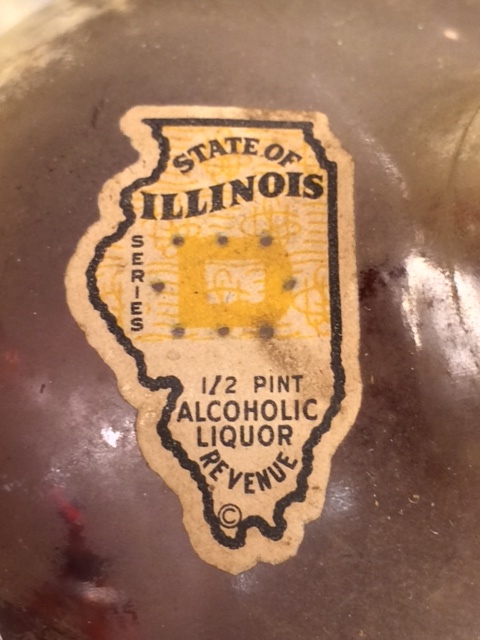 STATE OF
ILLINOIS
SERIES
1/2 PINT
ALCOHOLIC
LIQUOR
REVENUE
©